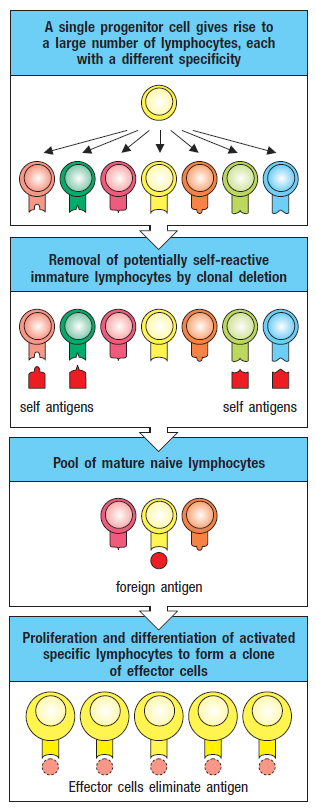 A single progenitor cell gives rise to
a large number of lymphocytes, each
with a different specificity
Removal of potentially self-reactive
immature lymphocytes by clonal deletion
self antigens
self antigens
Pool of mature naive lymphocytes
foreign antigen
Proliferation and differentiation of activated
specific lymphocytes to form a clone
of effector cells
Effector cells eliminate antigen